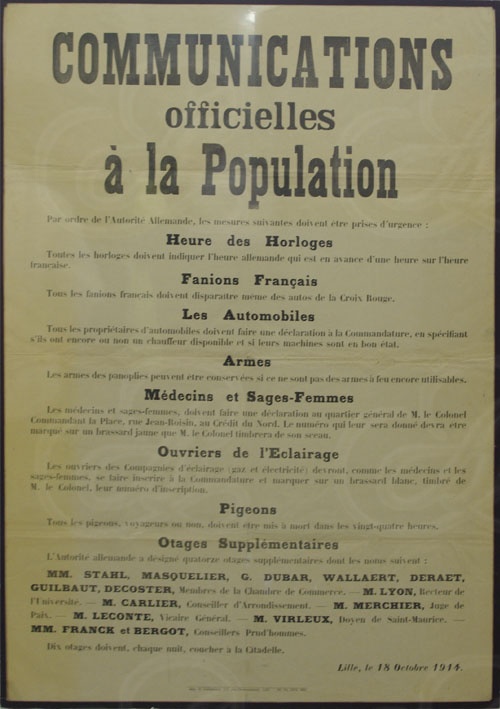 COMMUNICATIONS
officielles
à la Population
Par ordre de l'Autorité Allemande, les mesures suivantes doivent être prises d'urgence :
Heure des Horloges
Toutes les horloges doivent indiquer l'heure allemande qui est en avance d'une heure sur l'heure
française.
Fanions Français
Tous les fanions français doivent disparaître même des autos de la Croix Rouge.
Les Automobiles
Tous les propriétaires d'automobiles doivent faire une déclaration à la Commandature, en spécifiant
s'ils ont encore ou non un chauffeur disponible et si leurs machines sont en bon état.
Armes
Les armes des panoplies peuvent être conservées si ce ne sont pas des armes à feu encore utilisables.
Médecins et Sages-Femmes
Les médecins et sages-femmes, doivent faire une déclaration au quartier général de M. le Colonel
Commandant la Place, rue Jean-Roisin, au Crédit du Nord. Le numéro qui leur sera donné devra être
marqué sur un brassard jaune que M. le Colonel timbrera de son sceau.
Ouvriers de l'Eclairage
Les ouvriers des Compagnies d'éclairage (gaz et électricité) devront, comme les médecins et les
sages-femmes, se faire inscrire à la Commandature et marquer sur un brassard blanc, timbré de
M. le Colonel, leur numéro d'inscription.
Pigeons
Tous les pigeons, voyageurs ou non, doivent être mis à mort dans les vingt-quatre heures.
Otages Supplémentaires
L'Autorité allemande a désigné quatorze otages supplémentaires dont les noms suivent :
MM. STAHL, MASQUELIER, G. DUBAR, WALLAERT, DERAET,
GUILBAUT, DECOSTER, Membres de la Chambre de Commerce. — M. LYON, Recteur de
l'Université. — M. CARLIER, Conseiller d'Arrondissement. — M. MERCHIER, Juge de
Paix. — M. LECONTE, Vicaire Général. — M. VIRLEUX, Doyen de Saint-Maurice. —
MM. FRANCK et BERGOT, Conseillers Prud'hommes.
Dix otages doivent, chaque nuit, coucher à la Citadelle.
Lille, le 18 Octobre 1914.